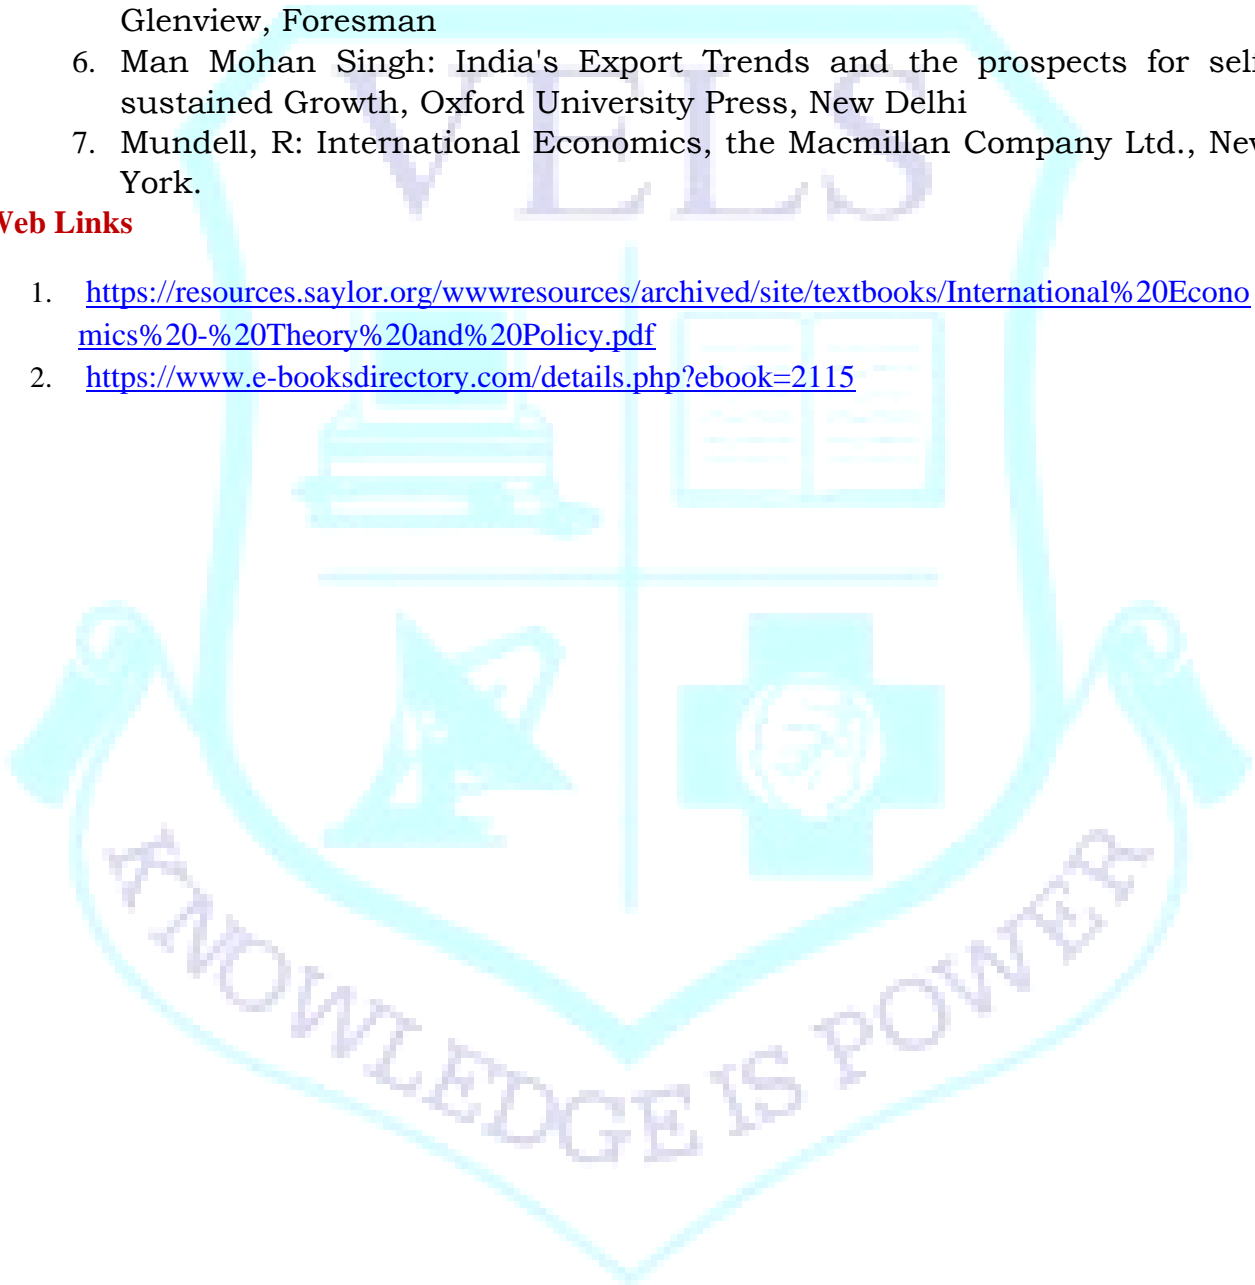 Glenview, Foresman
6. Man Mohan Singh: India's Export Trends and the prospects for self
sustained Growth, Oxford University Press, New Delhi
7. Mundell, R: International Economics, the Macmillan Company Ltd., New
York.
Web Links
1. https://resources.saylor.org/wwwresources/archived/site/textbooks/International%20Econo
mics%20-%20Theory%20and%20Policy.pdf
2. https://www.e-booksdirectory.com/details.php?ebook=2115
VELS
KNOWLEDGE IS POWER